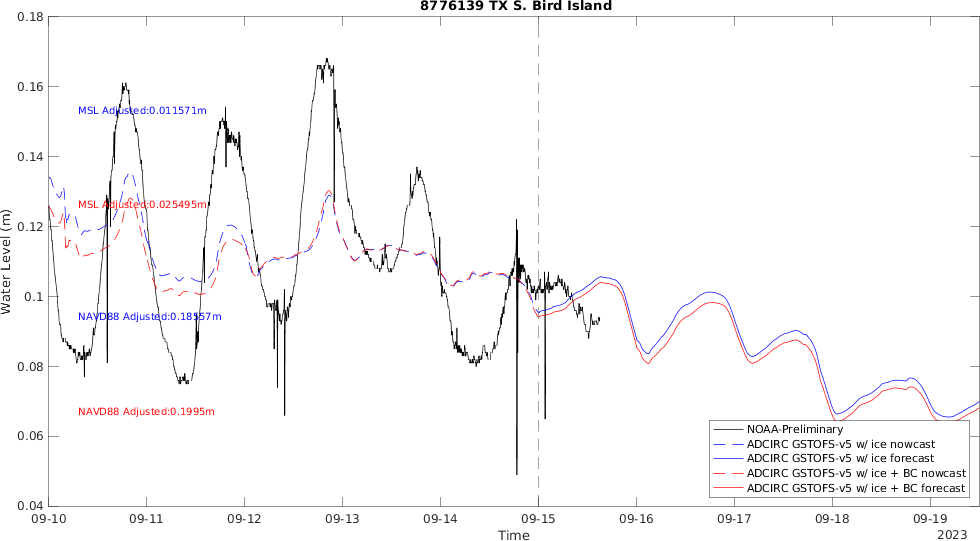 8776139 TX S. Bird Island
Water Level (m)
0.18
0.16
0.14
0.12
0.1
0.08
0.06
0.04
MSL Adjusted:0.011571m
MSL Adjusted:0.025495m
NAVD88 Adjusted:0.18557m
NAVD88 Adjusted:0.1995m
NOAA-Preliminary
ADCIRC GSTOFS-v5 w/ ice nowcast
ADCIRC GSTOFS-v5 w/ ice forecast
ADCIRC GSTOFS-v5 w/ ice + BC nowcast
ADCIRC GSTOFS-v5 w/ ice + BC forecast
09-10 09-11 09-12 09-13 09-14 09-15 09-16 09-17 09-18 09-19
Time
2023